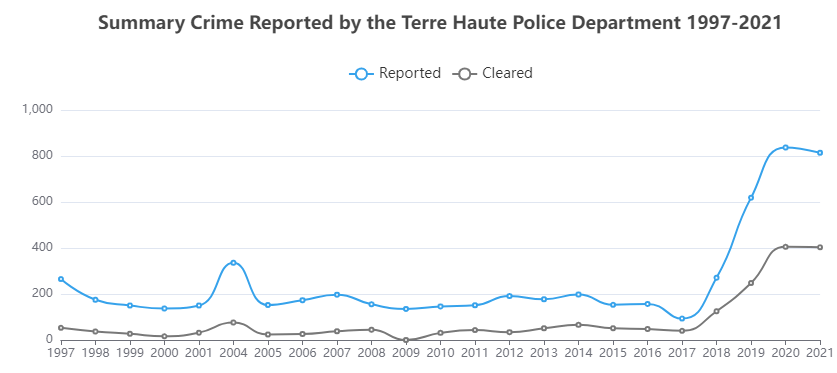 Summary Crime Reported by the Terre Haute Police Department 1997-2021
Reported Cleared
1,000
800
600
400
200
0
1997 1998 1999 2000 2001 2004 2005 2006 2007 2008 2009 2010 2011 2012 2013 2014 2015 2016 2017 2018 2019 2020 2021